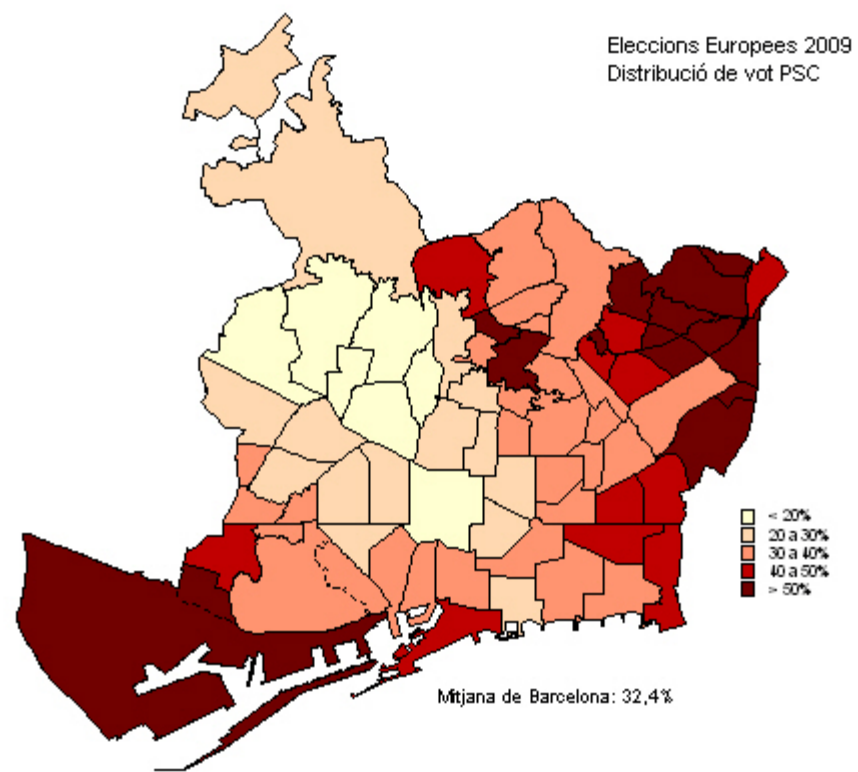 Eleccions Europees 2009
Distribució de vot PSC
< 20%
20 a 30%
30 a 40%
40 a 50%
> 50%
Mitjana de Barcelona: 32,4%